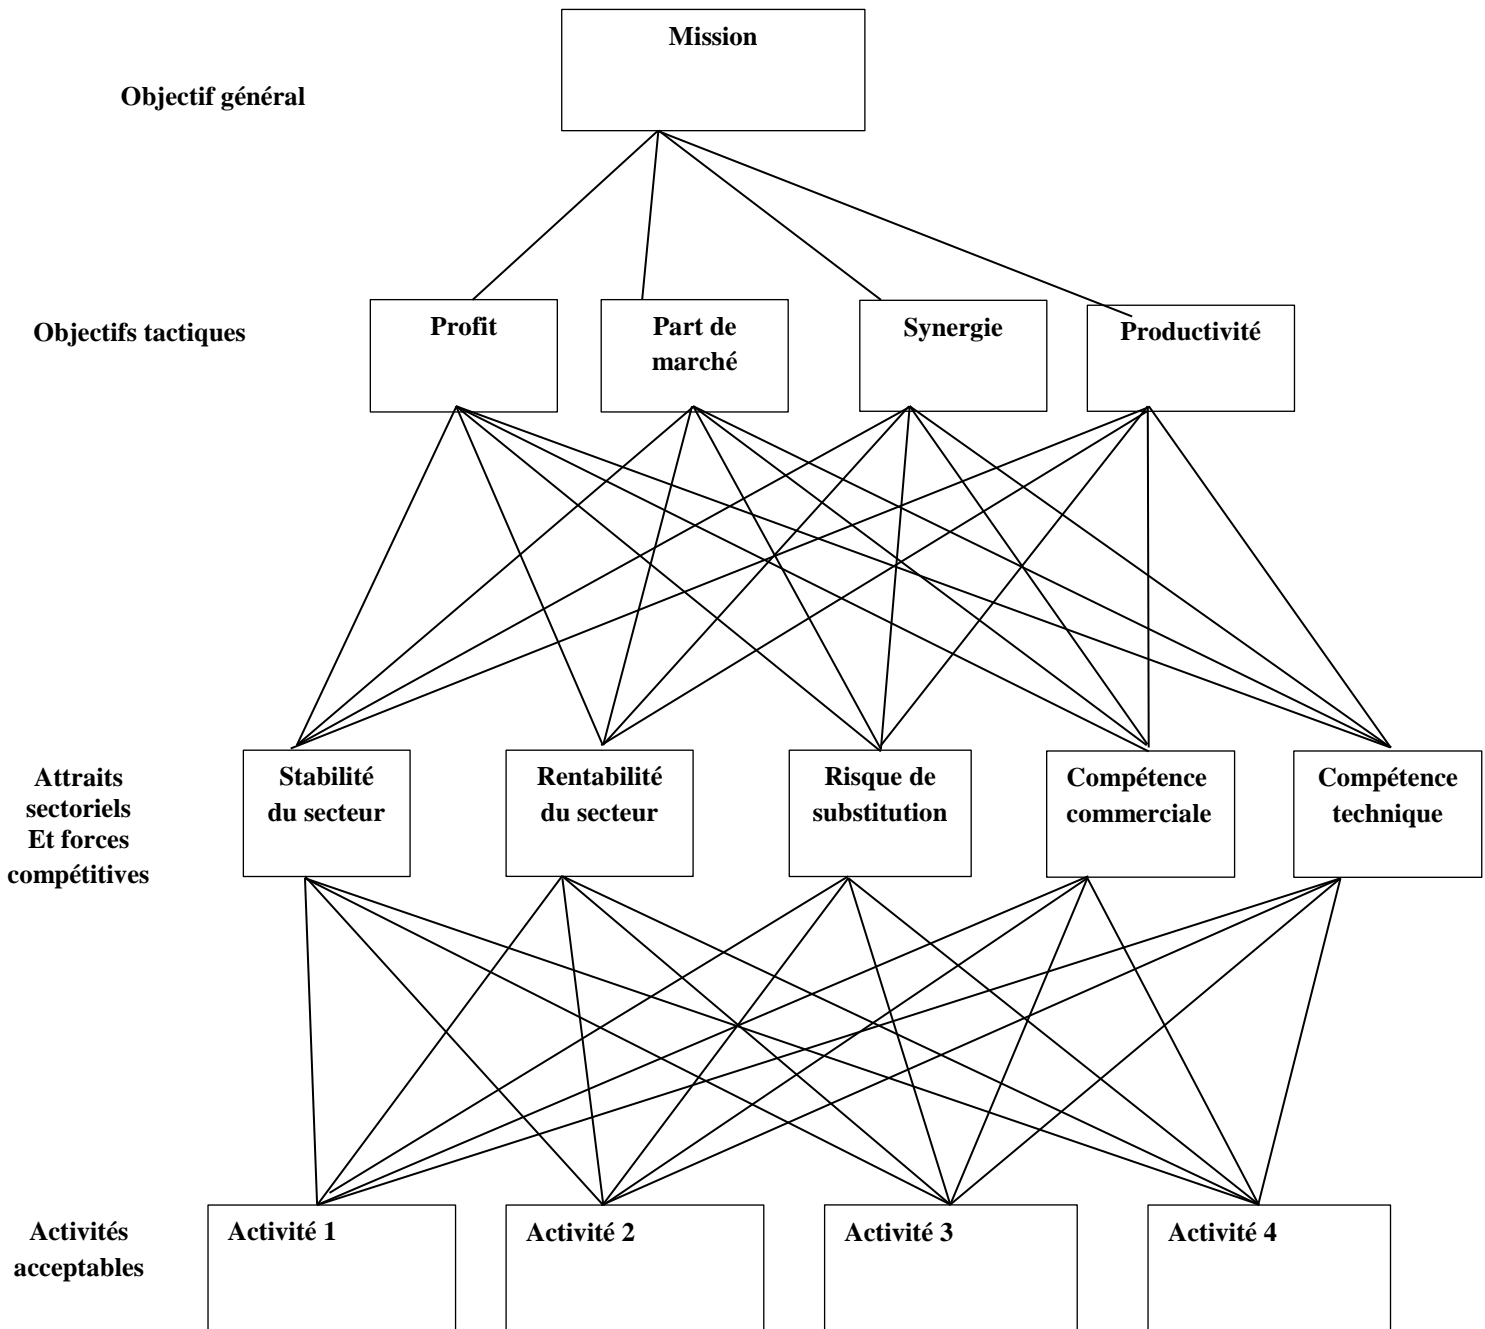 Mission
Objectif général
Objectifs tactiques
Profit
Part de
marché
Synergie
Productivité
Attraits
sectoriels
Et forces
compétitives
Stabilité
du secteur
Rentabilité
du secteur
Risque de
substitution
Compétence
commerciale
Compétence
technique
Activités
acceptables
Activité 1
Activité 2
Activité 3
Activité 4